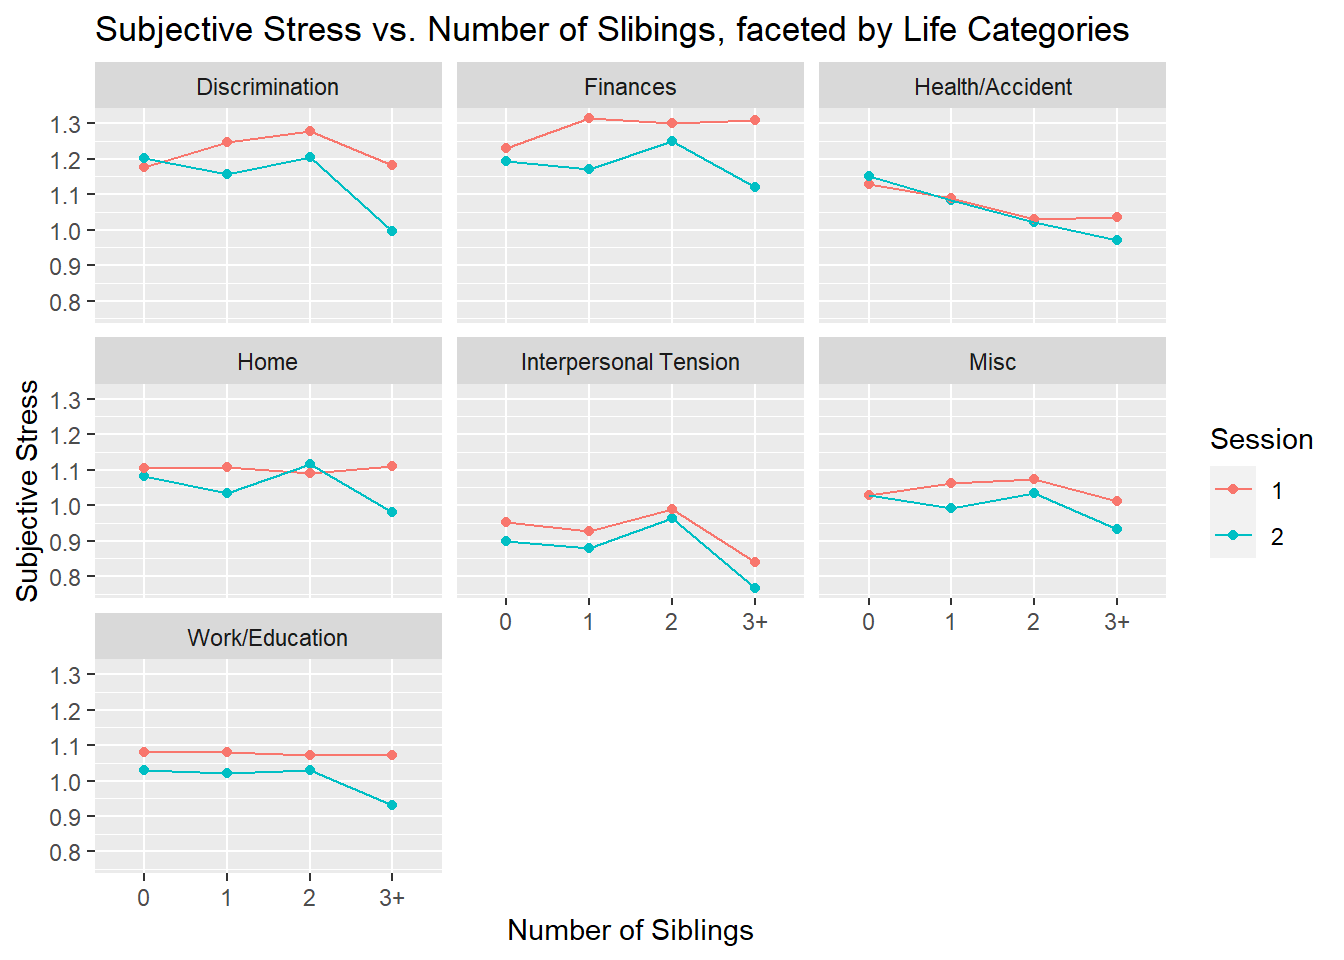 Subjective Stress vs. Number of Slibings, faceted by Life Categories
Discrimination Finances Health/Accident
1.3
1.2
1.1
1.0
0.9
0.8
Home Interpersonal Tension Misc
1.3
1.2
1.1
1.0
0.9
0.8
0 1 2 3+ 0 1 2 3+
Work/Education
1.3
1.2
1.1
1.0
0.9
0.8
0 1 2 3+
Number of Siblings
Subjective Stress
Session
1
2